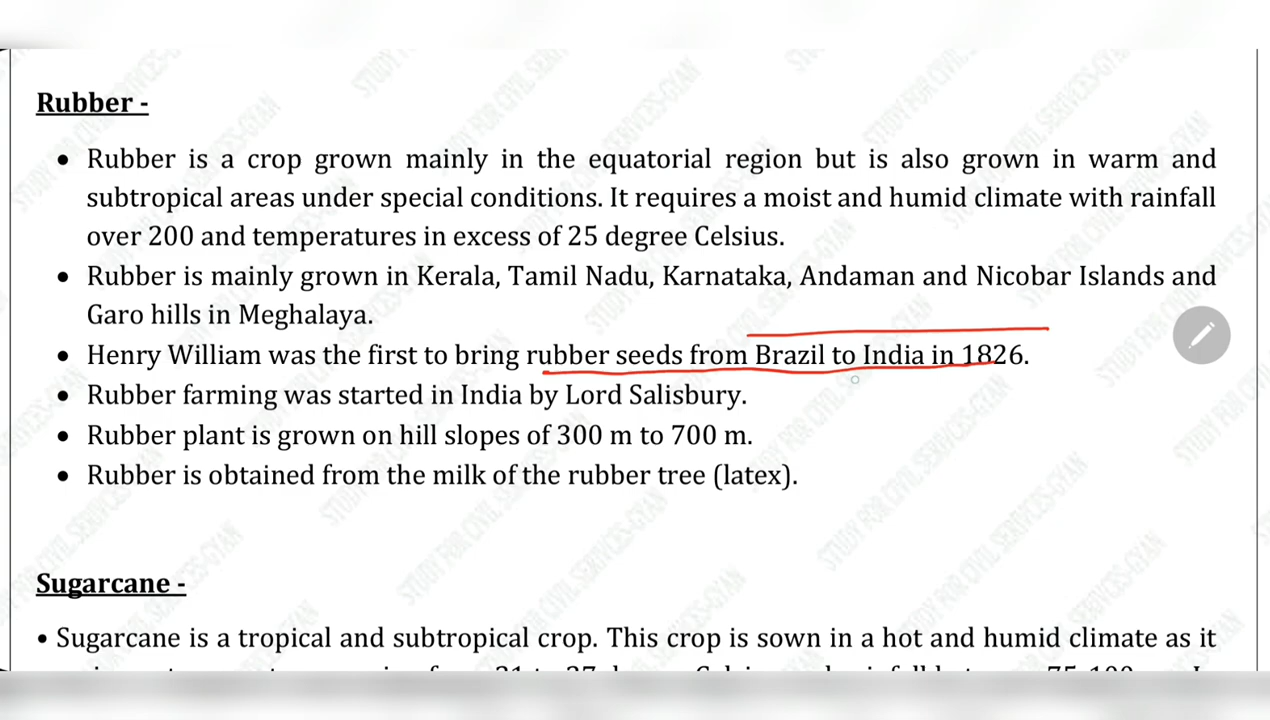 Rubber -
• Rubber is a crop grown mainly in the equatorial region but is also grown in warm and
subtropical areas under special conditions. It requires a moist and humid climate with rainfall
over 200 and temperatures in excess of 25 degree Celsius.
• Rubber is mainly grown in Kerala, Tamil Nadu, Karnataka, Andaman and Nicobar Islands and
Garo hills in Meghalaya.
• Henry William was the first to bring rubber seeds from Brazil to India in 1826.
• Rubber farming was started in India by Lord Salisbury.
• Rubber plant is grown on hill slopes of 300 m to 700 m.
• Rubber is obtained from the milk of the rubber tree (latex).
Sugarcane -
• Sugarcane is a tropical and subtropical crop. This crop is sown in a hot and humid climate as it